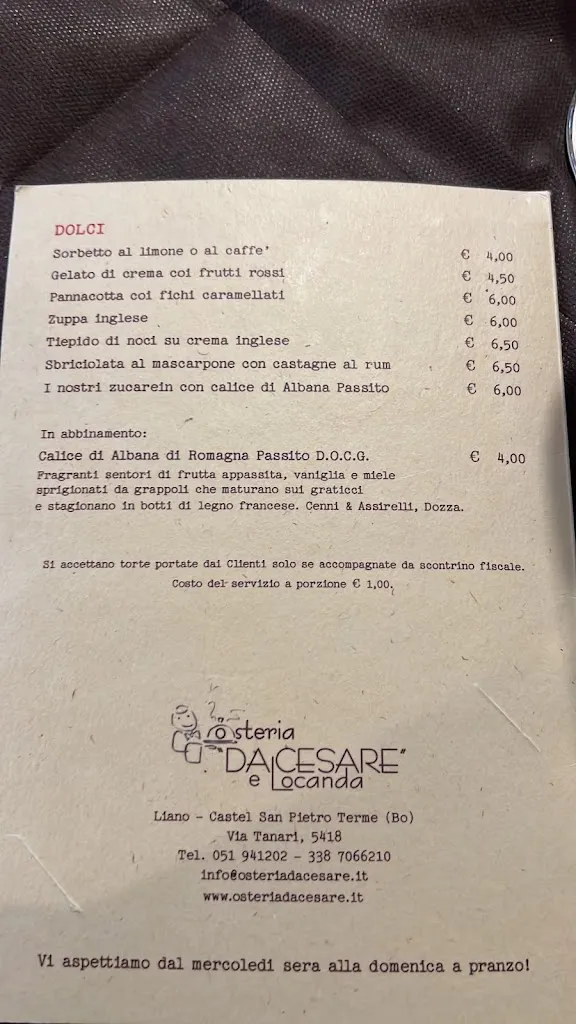 DOLCI
Sorbetto al limone o al caffe' € 4,00
Gelato di crema coi frutti rossi € 4,50
Pannacotta coi fichi caramellati € 6,00
Zuppa inglese € 6,00
Tiepido di noci su crema inglese € 6,50
Sbriciolata al mascarpone con castagne al rum € 6,50
I nostri zucarein con calice di Albana Passito € 6,00
In abbinamento:
Calice di Albana di Romagna Passito D.O.C.G. € 4,00
Fragranti sentori di frutta appassita, vaniglia e miele
sprigionati da grappoli che maturano sui graticci
e stagionano in botti di legno francese. Cenni & Assirelli, Dozza.
Si accettano torte portate dai Clienti solo se accompagnate da scontrino fiscale.
Costo del servizio a porzione € 1,00.
Osteria
"DA CESARE"
e Locanda
Liano - Castel San Pietro Terme (Bo)
Via Tanari, 5418
Tel. 051 941202 - 338 7066210
info@osteriadacesare.it
www.osteriadacesare.it
Vi aspettiamo dal mercoledi sera alla domenica a pranzo!